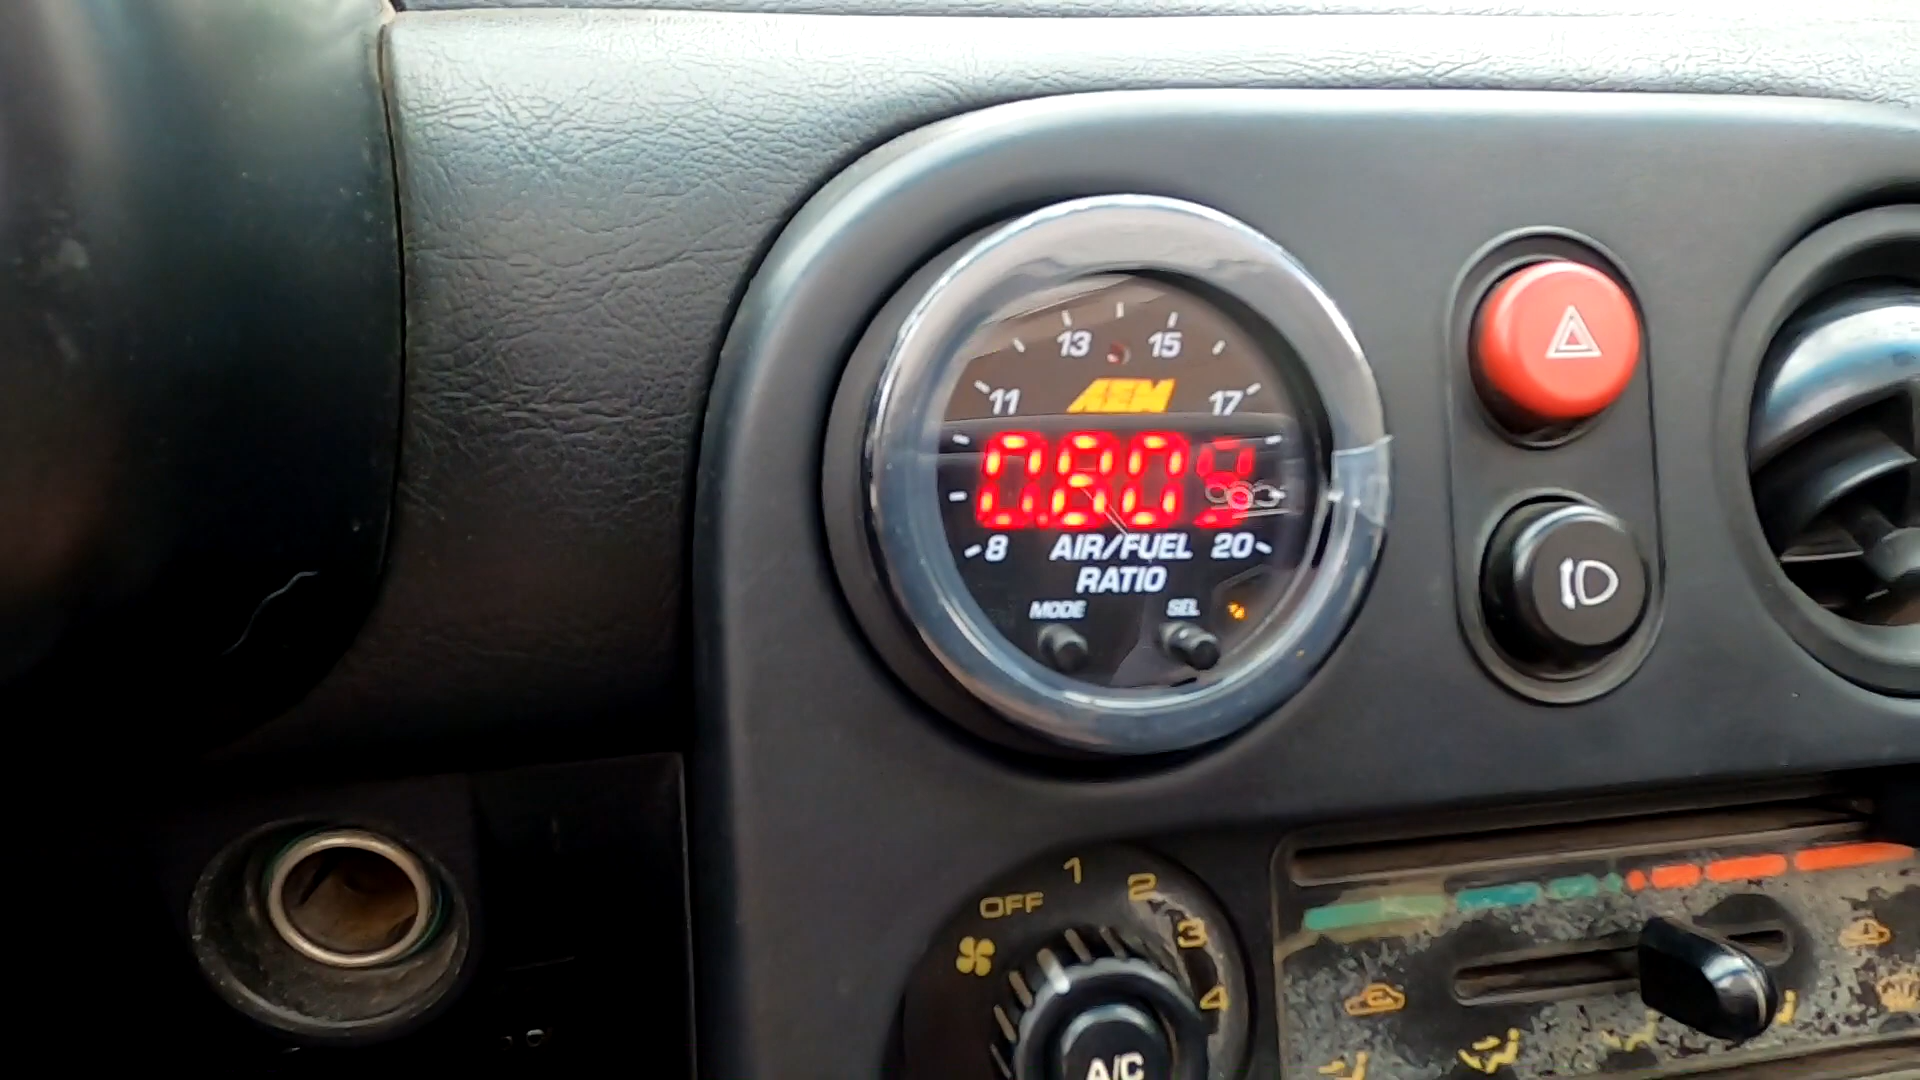 13 15
11 AEM 17
8 AIR/FUEL 20
RATIO
MODE SEL
OFF 1 2 3 4
A/C